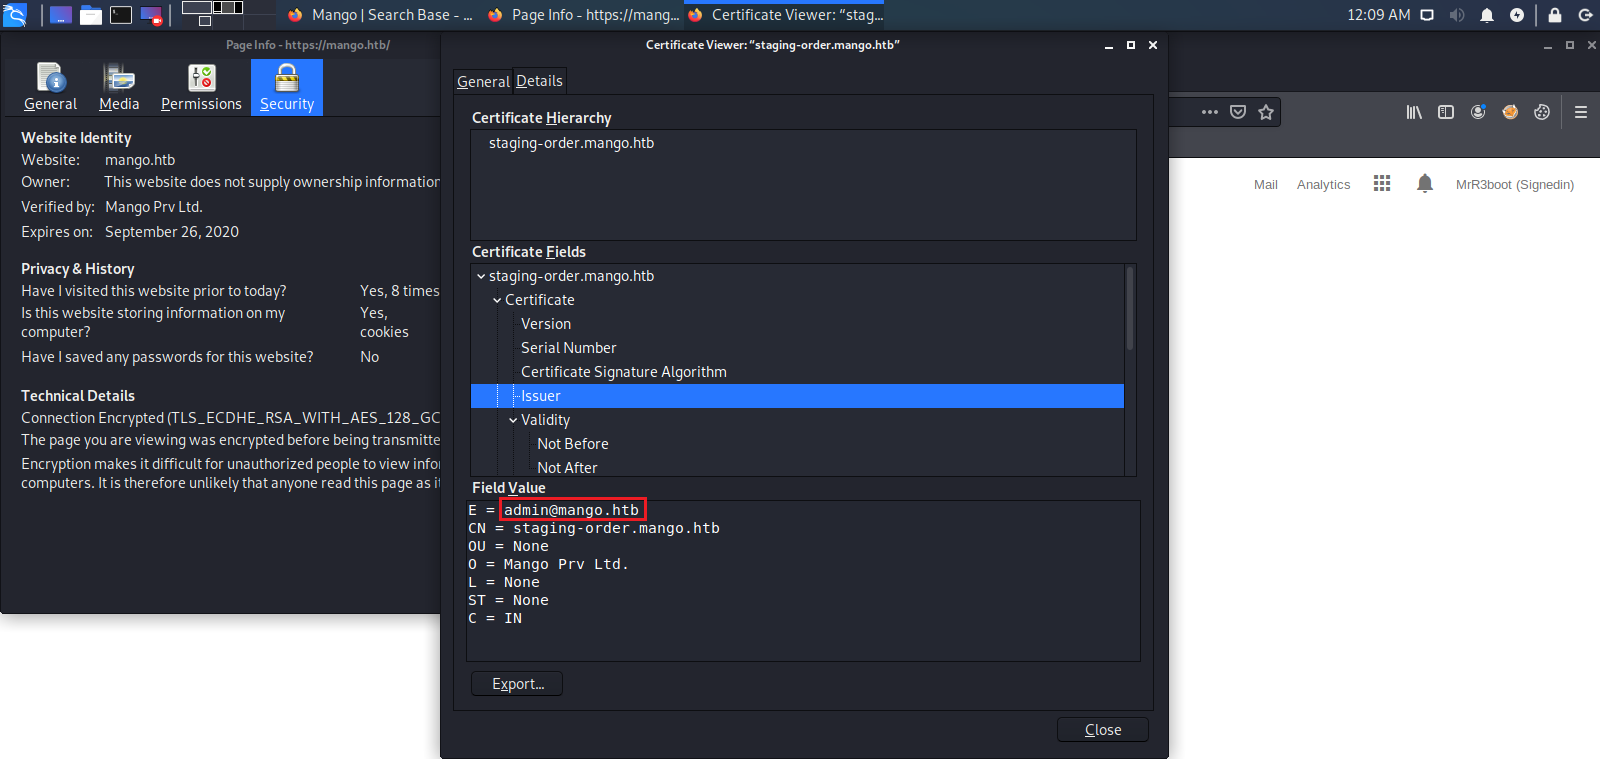 Mango | Search Base - ...
Page Info - https://mang...
Certificate Viewer: “stag...
12:09 AM
Page Info - https://mango.htb/
General
Media
Permissions
Security
Website Identity
Website: mango.htb
Owner: This website does not supply ownership information
Verified by: Mango Prv Ltd.
Expires on: September 26, 2020
Privacy & History
Have I visited this website prior to today? Yes, 8 times
Is this website storing information on my computer? Yes, cookies
Have I saved any passwords for this website? No
Technical Details
Connection Encrypted (TLS_ECDHE_RSA_WITH_AES_128_GC
The page you are viewing was encrypted before being transmitte
Encryption makes it difficult for unauthorized people to view info
computers. It is therefore unlikely that anyone read this page as it
Certificate Viewer: “staging-order.mango.htb”
General
Details
Certificate Hierarchy
staging-order.mango.htb
Certificate Fields
staging-order.mango.htb
Certificate
Version
Serial Number
Certificate Signature Algorithm
Issuer
Validity
Not Before
Not After
Field Value
E = admin@mango.htb
CN = staging-order.mango.htb
OU = None
O = Mango Prv Ltd.
L = None
ST = None
C = IN
Export...
Close
Mail
Analytics
MrR3boot (Signedin)